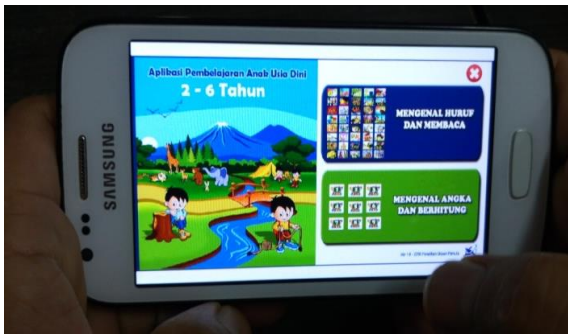 SAMSUNG
Aplikasi Pembelajaran Anak Usia Dini
2 - 6 Tahun
MENGENAL HURUF
DAN MEMBACA
MENGENAL ANGKA
DAN BERHITUNG